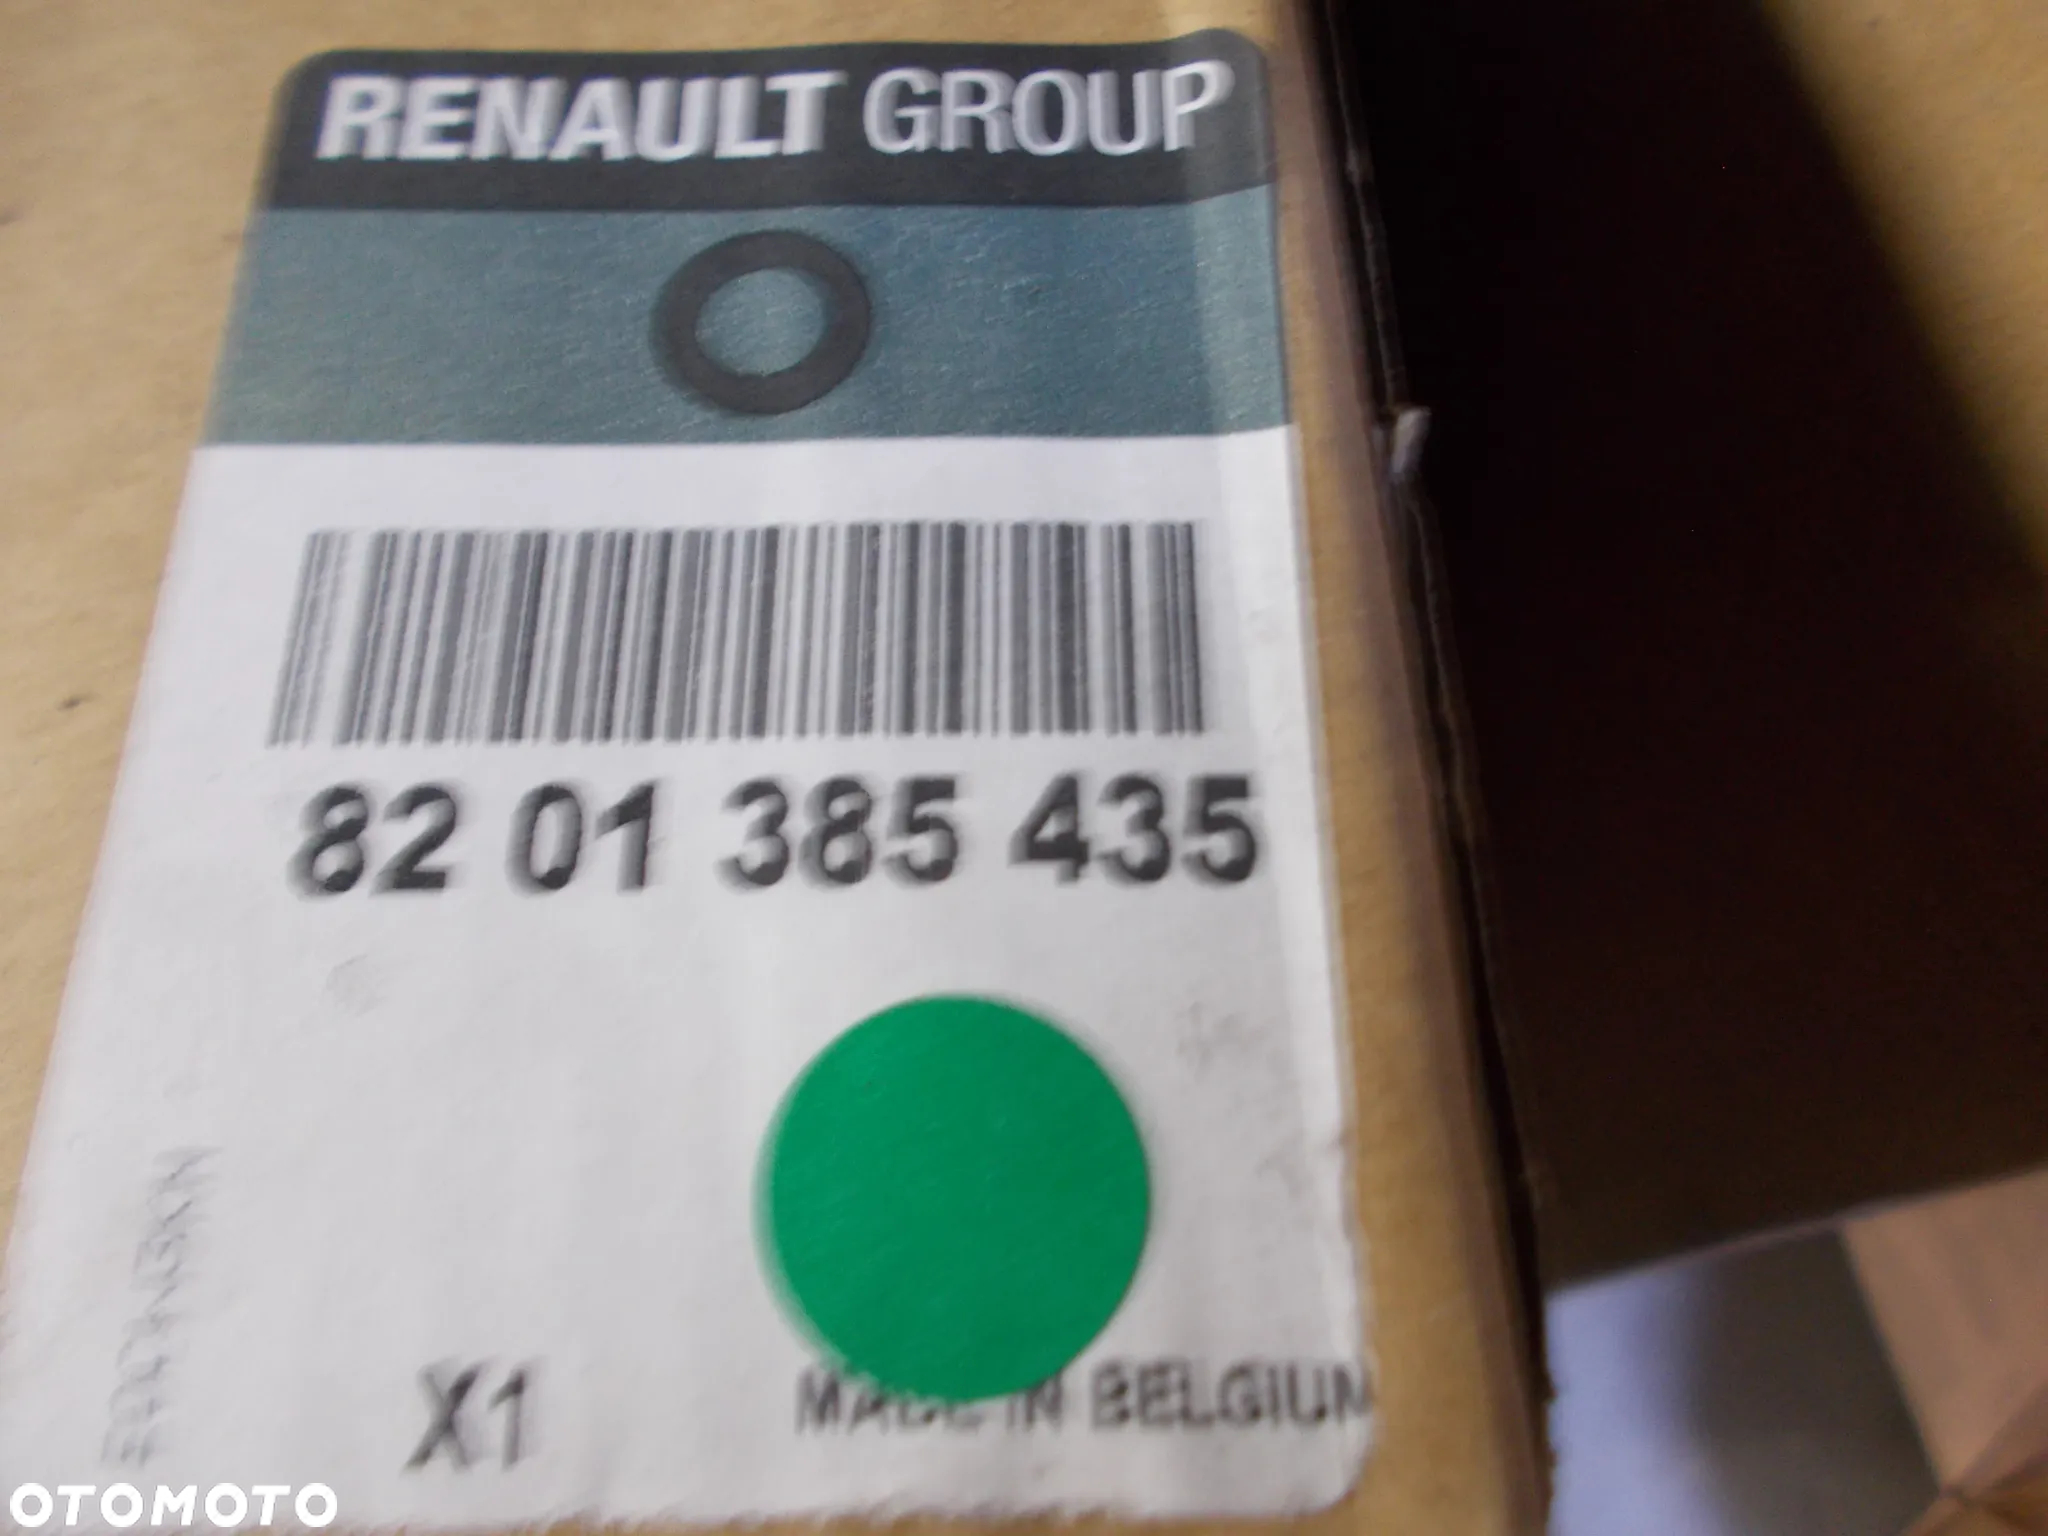 RENAULT GROUP
82 01 385 435
X1
MADE IN BELGIUM
OTOMOTO